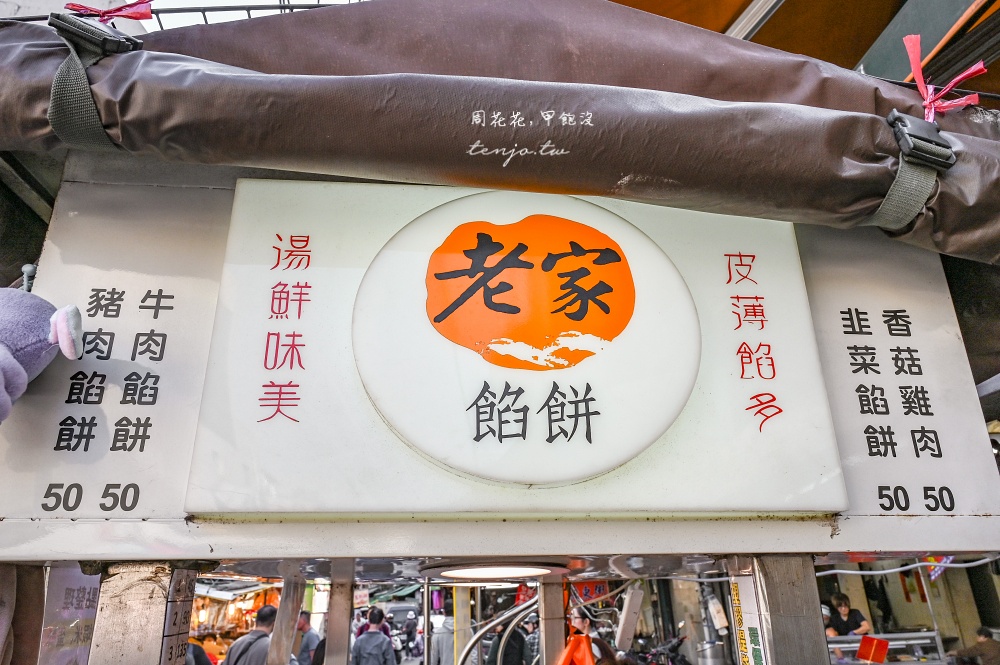 周花花，甲飽沒
tenjo.tw
老家
餡餅
皮薄餡多
湯鮮味美
牛肉餡餅
50
豬肉餡餅
50
香菇雞肉
50
韭菜餡餅
50